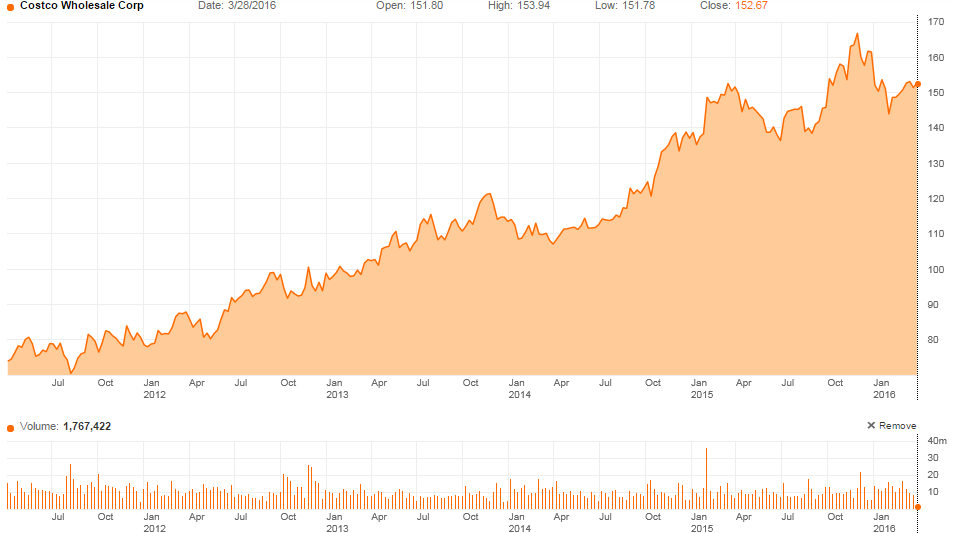 Costco Wholesale Corp Date: 3/28/2016 Open: 151.80 High: 153.94 Low: 151.78 Close: 152.67
170
160
150
140
130
120
110
100
90
80
Jul Oct Jan Apr Jul Oct Jan Apr Jul Oct Jan Apr Jul Oct Jan Apr Jul Oct Jan
2012 2013 2014 2015 2016
Volume: 1,767,422 ✕ Remove
40m
30
20
10
Jul Oct Jan Apr Jul Oct Jan Apr Jul Oct Jan Apr Jul Oct Jan Apr Jul Oct Jan
2012 2013 2014 2015 2016